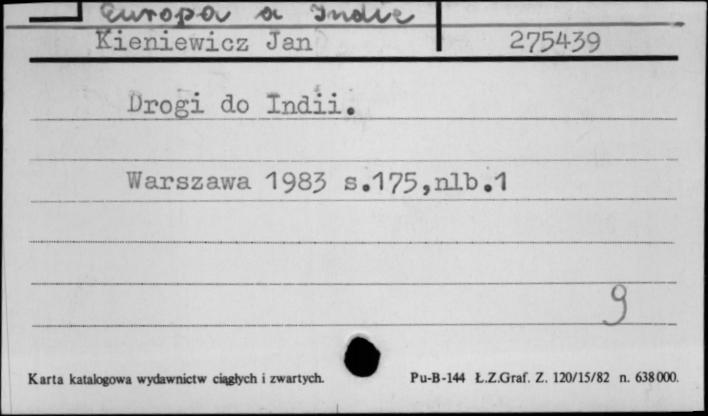 Europa a Indie
Kieniewicz Jan 275439
Drogi do Indii.
Warszawa 1983 s.175,nlb.1
9
Karta katalogowa wydawnictw ciągłych i zwartych. Pu-B-144 Ł.Z.Graf. Z. 120/15/82 n. 638000.